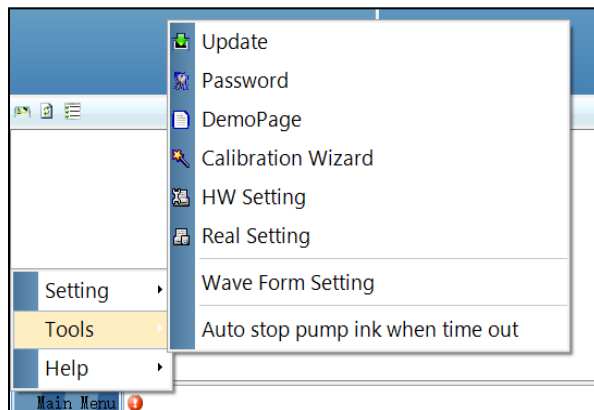 Update
Password
DemoPage
Calibration Wizard
HW Setting
Real Setting
Wave Form Setting
Auto stop pump ink when time out
Setting
Tools
Help
Main Menu